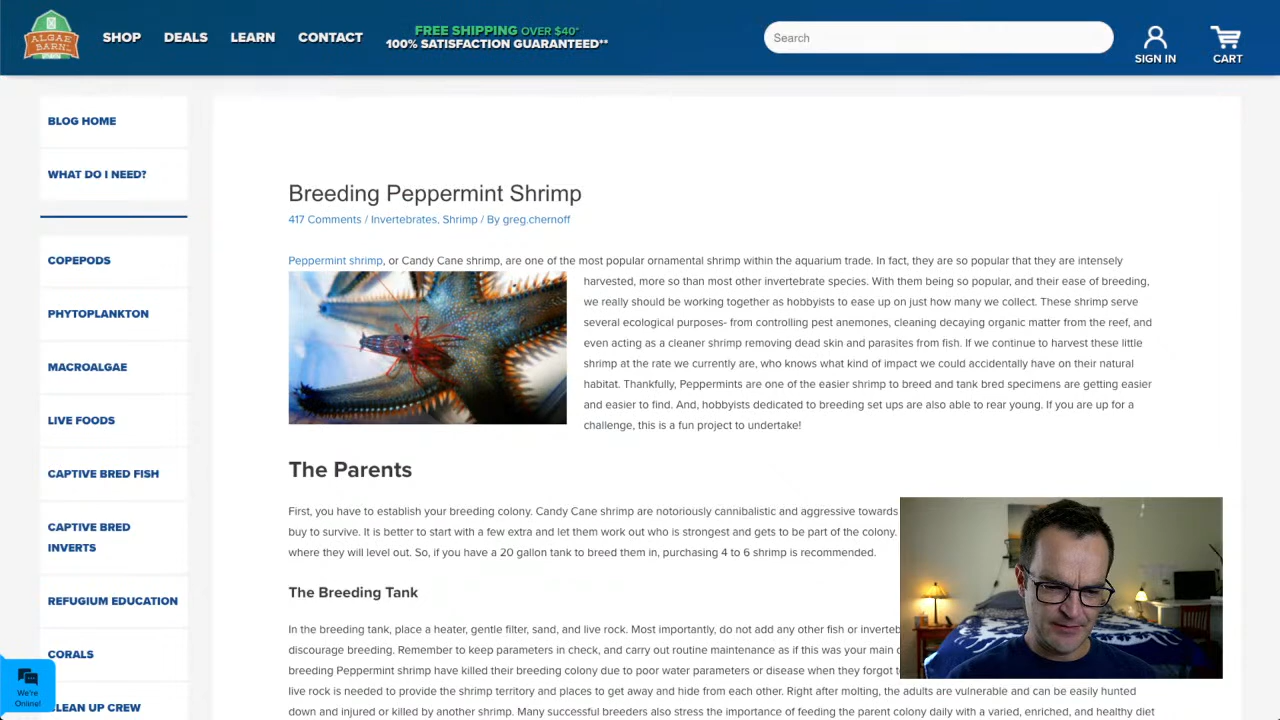 ALGAE
BARN
SHOP
DEALS
LEARN
CONTACT
FREE SHIPPING OVER $40*
100% SATISFACTION GUARANTEED**
Search
SIGN IN
CART
BLOG HOME
WHAT DO I NEED?
COPEPODS
PHYTOPLANKTON
MACROALGAE
LIVE FOODS
CAPTIVE BRED FISH
CAPTIVE BRED
INVERTS
REFUGIUM EDUCATION
CORALS
CLEAN UP CREW
We're
Online!
Breeding Peppermint Shrimp
417 Comments / Invertebrates, Shrimp / By greg.chernoff
Peppermint shrimp, or Candy Cane shrimp, are one of the most popular ornamental shrimp within the aquarium trade. In fact, they are so popular that they are intensely
harvested, more so than most other invertebrate species. With them being so popular, and their ease of breeding,
we really should be working together as hobbyists to ease up on just how many we collect. These shrimp serve
several ecological purposes- from controlling pest anemones, cleaning decaying organic matter from the reef, and
even acting as a cleaner shrimp removing dead skin and parasites from fish. If we continue to harvest these little
shrimp at the rate we currently are, who knows what kind of impact we could accidentally have on their natural
habitat. Thankfully, Peppermints are one of the easier shrimp to breed and tank bred specimens are getting easier
and easier to find. And, hobbyists dedicated to breeding set ups are also able to rear young. If you are up for a
challenge, this is a fun project to undertake!
The Parents
First, you have to establish your breeding colony. Candy Cane shrimp are notoriously cannibalistic and aggressive towards
buy to survive. It is better to start with a few extra and let them work out who is strongest and gets to be part of the colony.
where they will level out. So, if you have a 20 gallon tank to breed them in, purchasing 4 to 6 shrimp is recommended.
The Breeding Tank
In the breeding tank, place a heater, gentle filter, sand, and live rock. Most importantly, do not add any other fish or inverteb
discourage breeding. Remember to keep parameters in check, and carry out routine maintenance as if this was your main
breeding Peppermint shrimp have killed their breeding colony due to poor water parameters or disease when they forgot
live rock is needed to provide the shrimp territory and places to get away and hide from each other. Right after molting, the adults are vulnerable and can be easily hunted
down and injured or killed by another shrimp. Many successful breeders also stress the importance of feeding the parent colony daily with a varied, enriched, and healthy diet